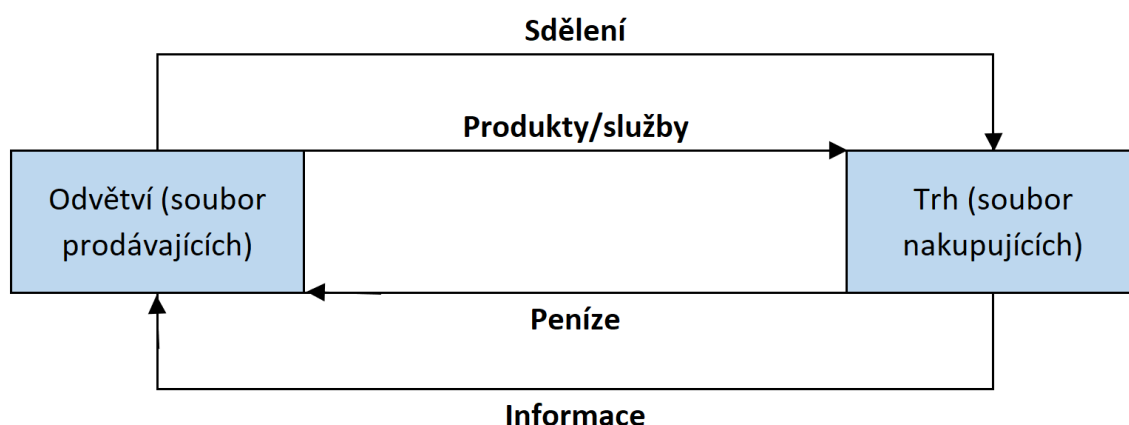 Sdělení
Produkty/služby
Odvětví (soubor
prodávajících)
Trh (soubor
nakupujících)
Peníze
Informace